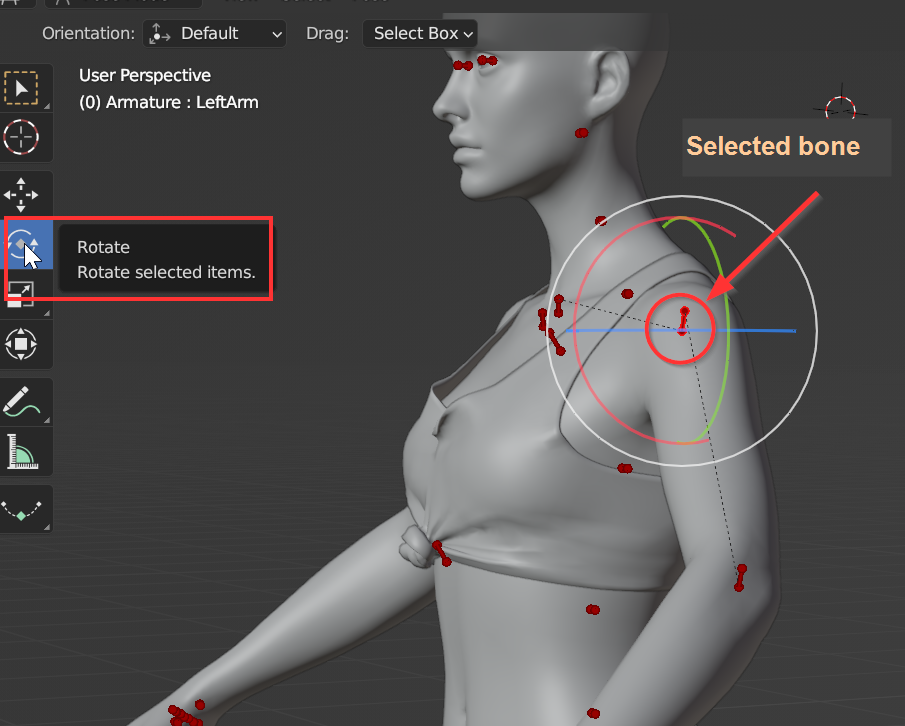 Orientation: Default Drag: Select Box
User Perspective
(0) Armature : LeftArm
Selected bone
Rotate
Rotate selected items.